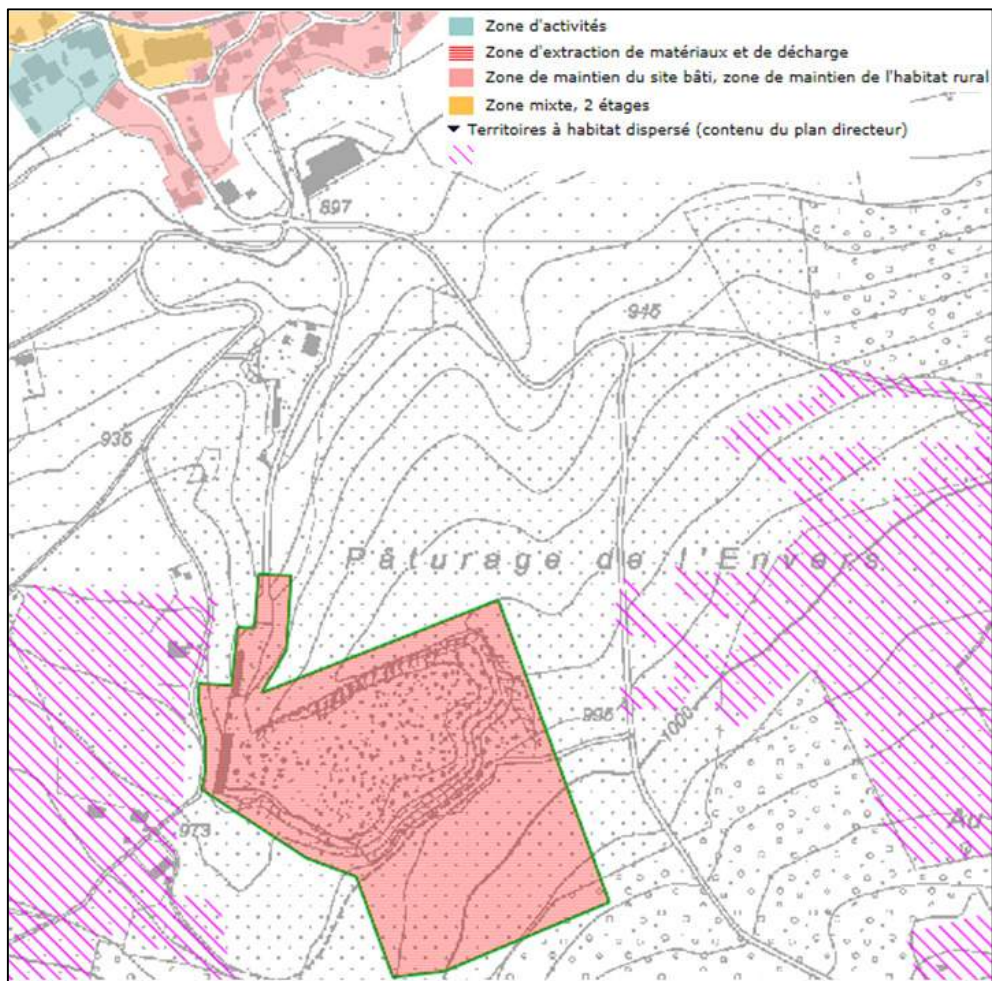 Zone d'activités
Zone d'extraction de matériaux et de décharge
Zone de maintien du site bâti, zone de maintien de l'habitat rural
Zone mixte, 2 étages
Territoires à habitat dispersé (contenu du plan directeur)
897
945
935
Pâturage de l'Envers
995
1000
973
Au